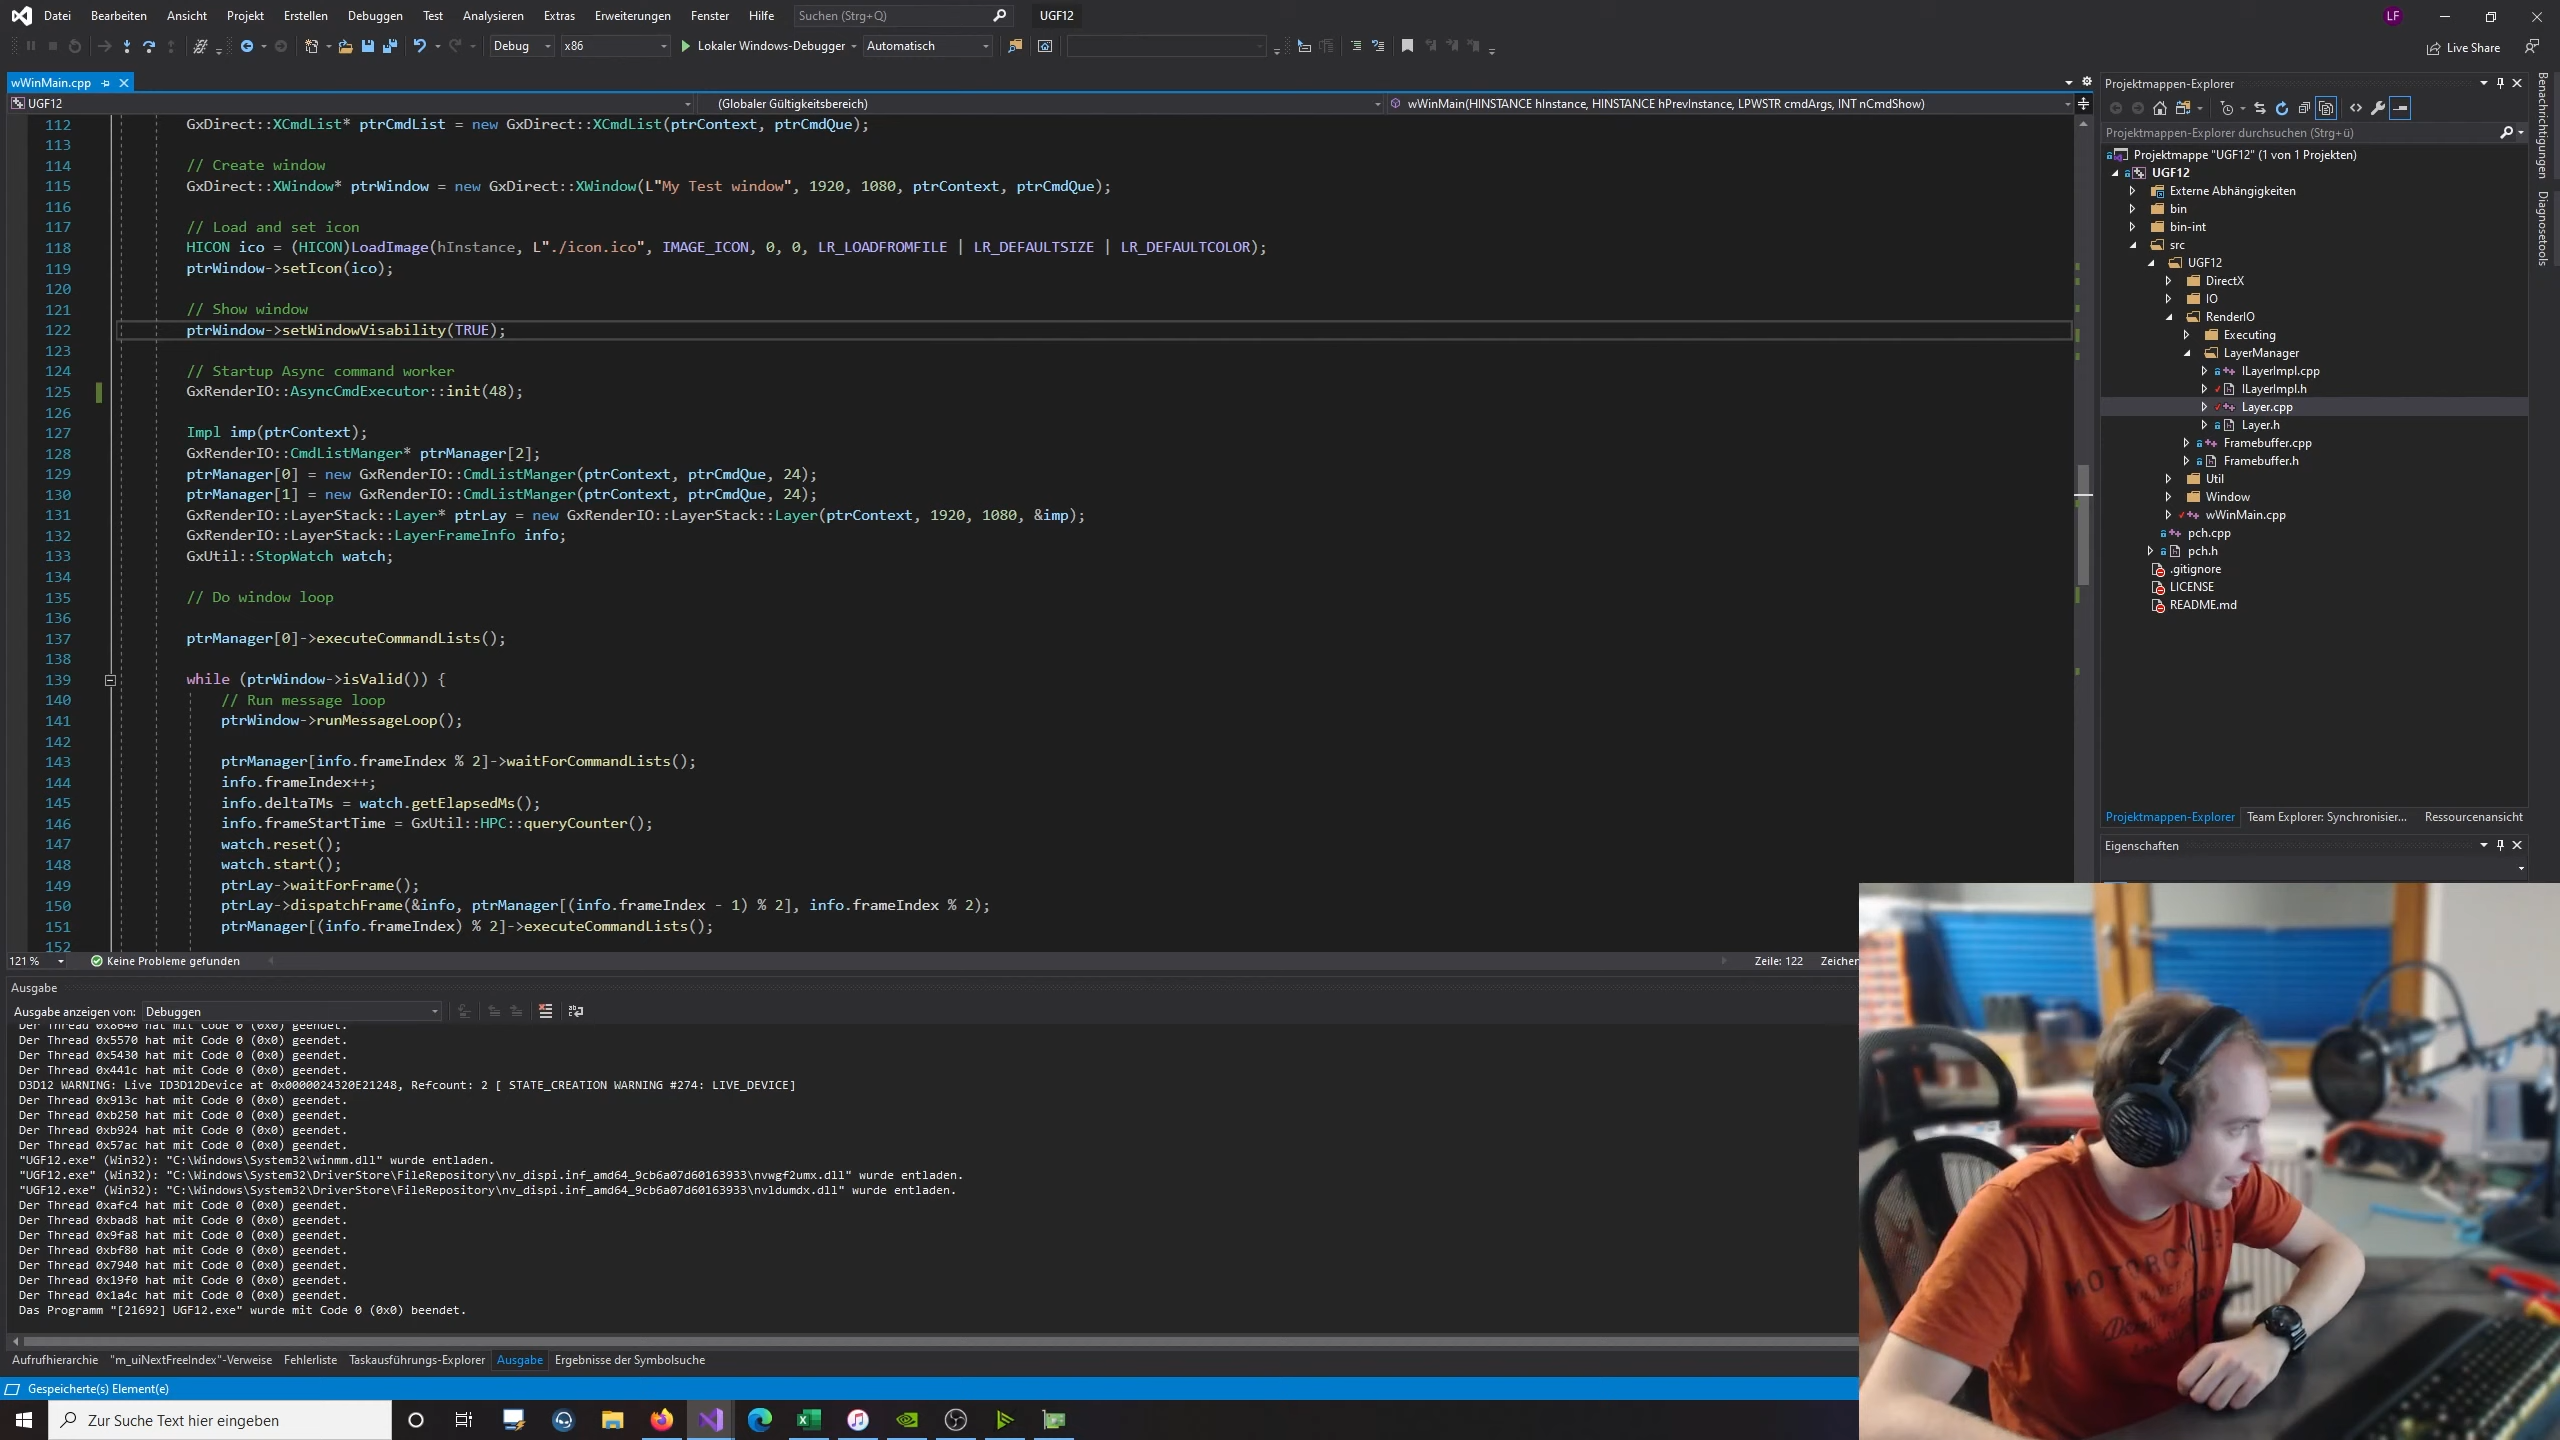 Datei Bearbeiten Ansicht Projekt Erstellen Debuggen Test Analysieren Extras Erweiterungen Fenster Hilfe Suchen (Strg+Q) UGF12 LF
Debug x86 Lokaler Windows-Debugger Automatisch Live Share
wWinMain.cpp
UGF12 (Globaler Gültigkeitsbereich) wWinMain(HINSTANCE hInstance, HINSTANCE hPrevInstance, LPWSTR cmdArgs, INT nCmdShow)
112 GxDirect::XCmdList* ptrCmdList = new GxDirect::XCmdList(ptrContext, ptrCmdQue);
113
114 // Create window
115 GxDirect::XWindow* ptrWindow = new GxDirect::XWindow(L"My Test window", 1920, 1080, ptrContext, ptrCmdQue);
116
117 // Load and set icon
118 HICON ico = (HICON)LoadImage(hInstance, L"./icon.ico", IMAGE_ICON, 0, 0, LR_LOADFROMFILE | LR_DEFAULTSIZE | LR_DEFAULTCOLOR);
119 ptrWindow->setIcon(ico);
120
121 // Show window
122 ptrWindow->setWindowVisability(TRUE);
123
124 // Startup Async command worker
125 GxRenderIO::AsyncCmdExecutor::init(48);
126
127 Impl imp(ptrContext);
128 GxRenderIO::CmdListManger* ptrManager[2];
129 ptrManager[0] = new GxRenderIO::CmdListManger(ptrContext, ptrCmdQue, 24);
130 ptrManager[1] = new GxRenderIO::CmdListManger(ptrContext, ptrCmdQue, 24);
131 GxRenderIO::LayerStack::Layer* ptrLay = new GxRenderIO::LayerStack::Layer(ptrContext, 1920, 1080, &imp);
132 GxRenderIO::LayerStack::LayerFrameInfo info;
133 GxUtil::StopWatch watch;
134
135 // Do window loop
136
137 ptrManager[0]->executeCommandLists();
138
139 while (ptrWindow->isValid()) {
140 // Run message loop
141 ptrWindow->runMessageLoop();
142
143 ptrManager[info.frameIndex % 2]->waitForCommandLists();
144 info.frameIndex++;
145 info.deltaTMs = watch.getElapsedMs();
146 info.frameStartTime = GxUtil::HPC::queryCounter();
147 watch.reset();
148 watch.start();
149 ptrLay->waitForFrame();
150 ptrLay->dispatchFrame(&info, ptrManager[(info.frameIndex - 1) % 2], info.frameIndex % 2);
151 ptrManager[(info.frameIndex) % 2]->executeCommandLists();
152
121 % Keine Probleme gefunden Zeile: 122 Zeichen
Ausgabe
Ausgabe anzeigen von: Debuggen
Der Thread 0x8640 hat mit Code 0 (0x0) geendet.
Der Thread 0x5570 hat mit Code 0 (0x0) geendet.
Der Thread 0x5430 hat mit Code 0 (0x0) geendet.
Der Thread 0x441c hat mit Code 0 (0x0) geendet.
D3D12 WARNING: Live ID3D12Device at 0x0000024320E21248, Refcount: 2 [ STATE_CREATION WARNING #274: LIVE_DEVICE]
Der Thread 0x913c hat mit Code 0 (0x0) geendet.
Der Thread 0xb250 hat mit Code 0 (0x0) geendet.
Der Thread 0xb924 hat mit Code 0 (0x0) geendet.
Der Thread 0x57ac hat mit Code 0 (0x0) geendet.
"UGF12.exe" (Win32): "C:\Windows\System32\winmm.dll" wurde entladen.
"UGF12.exe" (Win32): "C:\Windows\System32\DriverStore\FileRepository\nv_dispi.inf_amd64_9cb6a07d60163933\nvwgf2umx.dll" wurde entladen.
"UGF12.exe" (Win32): "C:\Windows\System32\DriverStore\FileRepository\nv_dispi.inf_amd64_9cb6a07d60163933\nvldumdx.dll" wurde entladen.
Der Thread 0xafc4 hat mit Code 0 (0x0) geendet.
Der Thread 0xbad8 hat mit Code 0 (0x0) geendet.
Der Thread 0x9fa8 hat mit Code 0 (0x0) geendet.
Der Thread 0xbf80 hat mit Code 0 (0x0) geendet.
Der Thread 0x7940 hat mit Code 0 (0x0) geendet.
Der Thread 0x19f0 hat mit Code 0 (0x0) geendet.
Der Thread 0x1a4c hat mit Code 0 (0x0) geendet.
Das Programm "[21692] UGF12.exe" wurde mit Code 0 (0x0) beendet.
Aufrufhierarchie "m_uiNextFreeIndex"-Verweise Fehlerliste Taskausführungs-Explorer Ausgabe Ergebnisse der Symbolsuche
Gespeicherte(s) Element(e)
Zur Suche Text hier eingeben
Projektmappen-Explorer
Projektmappen-Explorer durchsuchen (Strg+ü)
Projektmappe "UGF12" (1 von 1 Projekten)
UGF12
Externe Abhängigkeiten
bin
bin-int
src
UGF12
DirectX
IO
RenderIO
Executing
LayerManager
ILayerImpl.cpp
ILayerImpl.h
Layer.cpp
Layer.h
Framebuffer.cpp
Framebuffer.h
Util
Window
wWinMain.cpp
pch.cpp
pch.h
.gitignore
LICENSE
README.md
Projektmappen-Explorer Team Explorer: Synchronisier... Ressourcenansicht
Eigenschaften
Benachrichtigungen
Diagnosetools
MOTORCYCLE